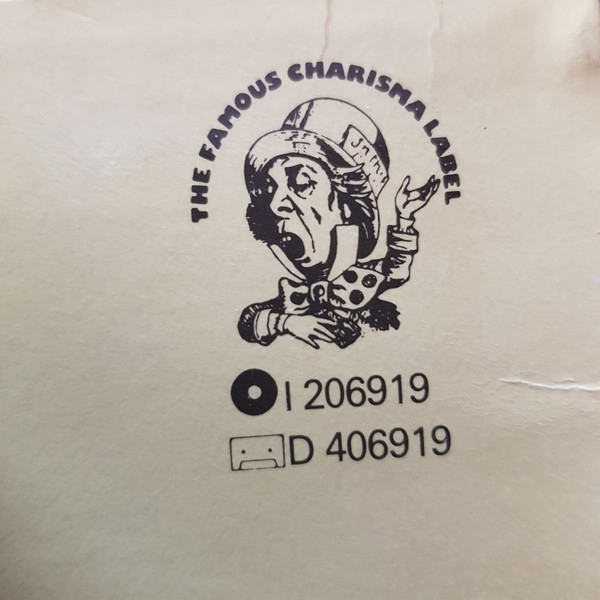 THE FAMOUS CHARISMA LABEL
I 206919
D 406919